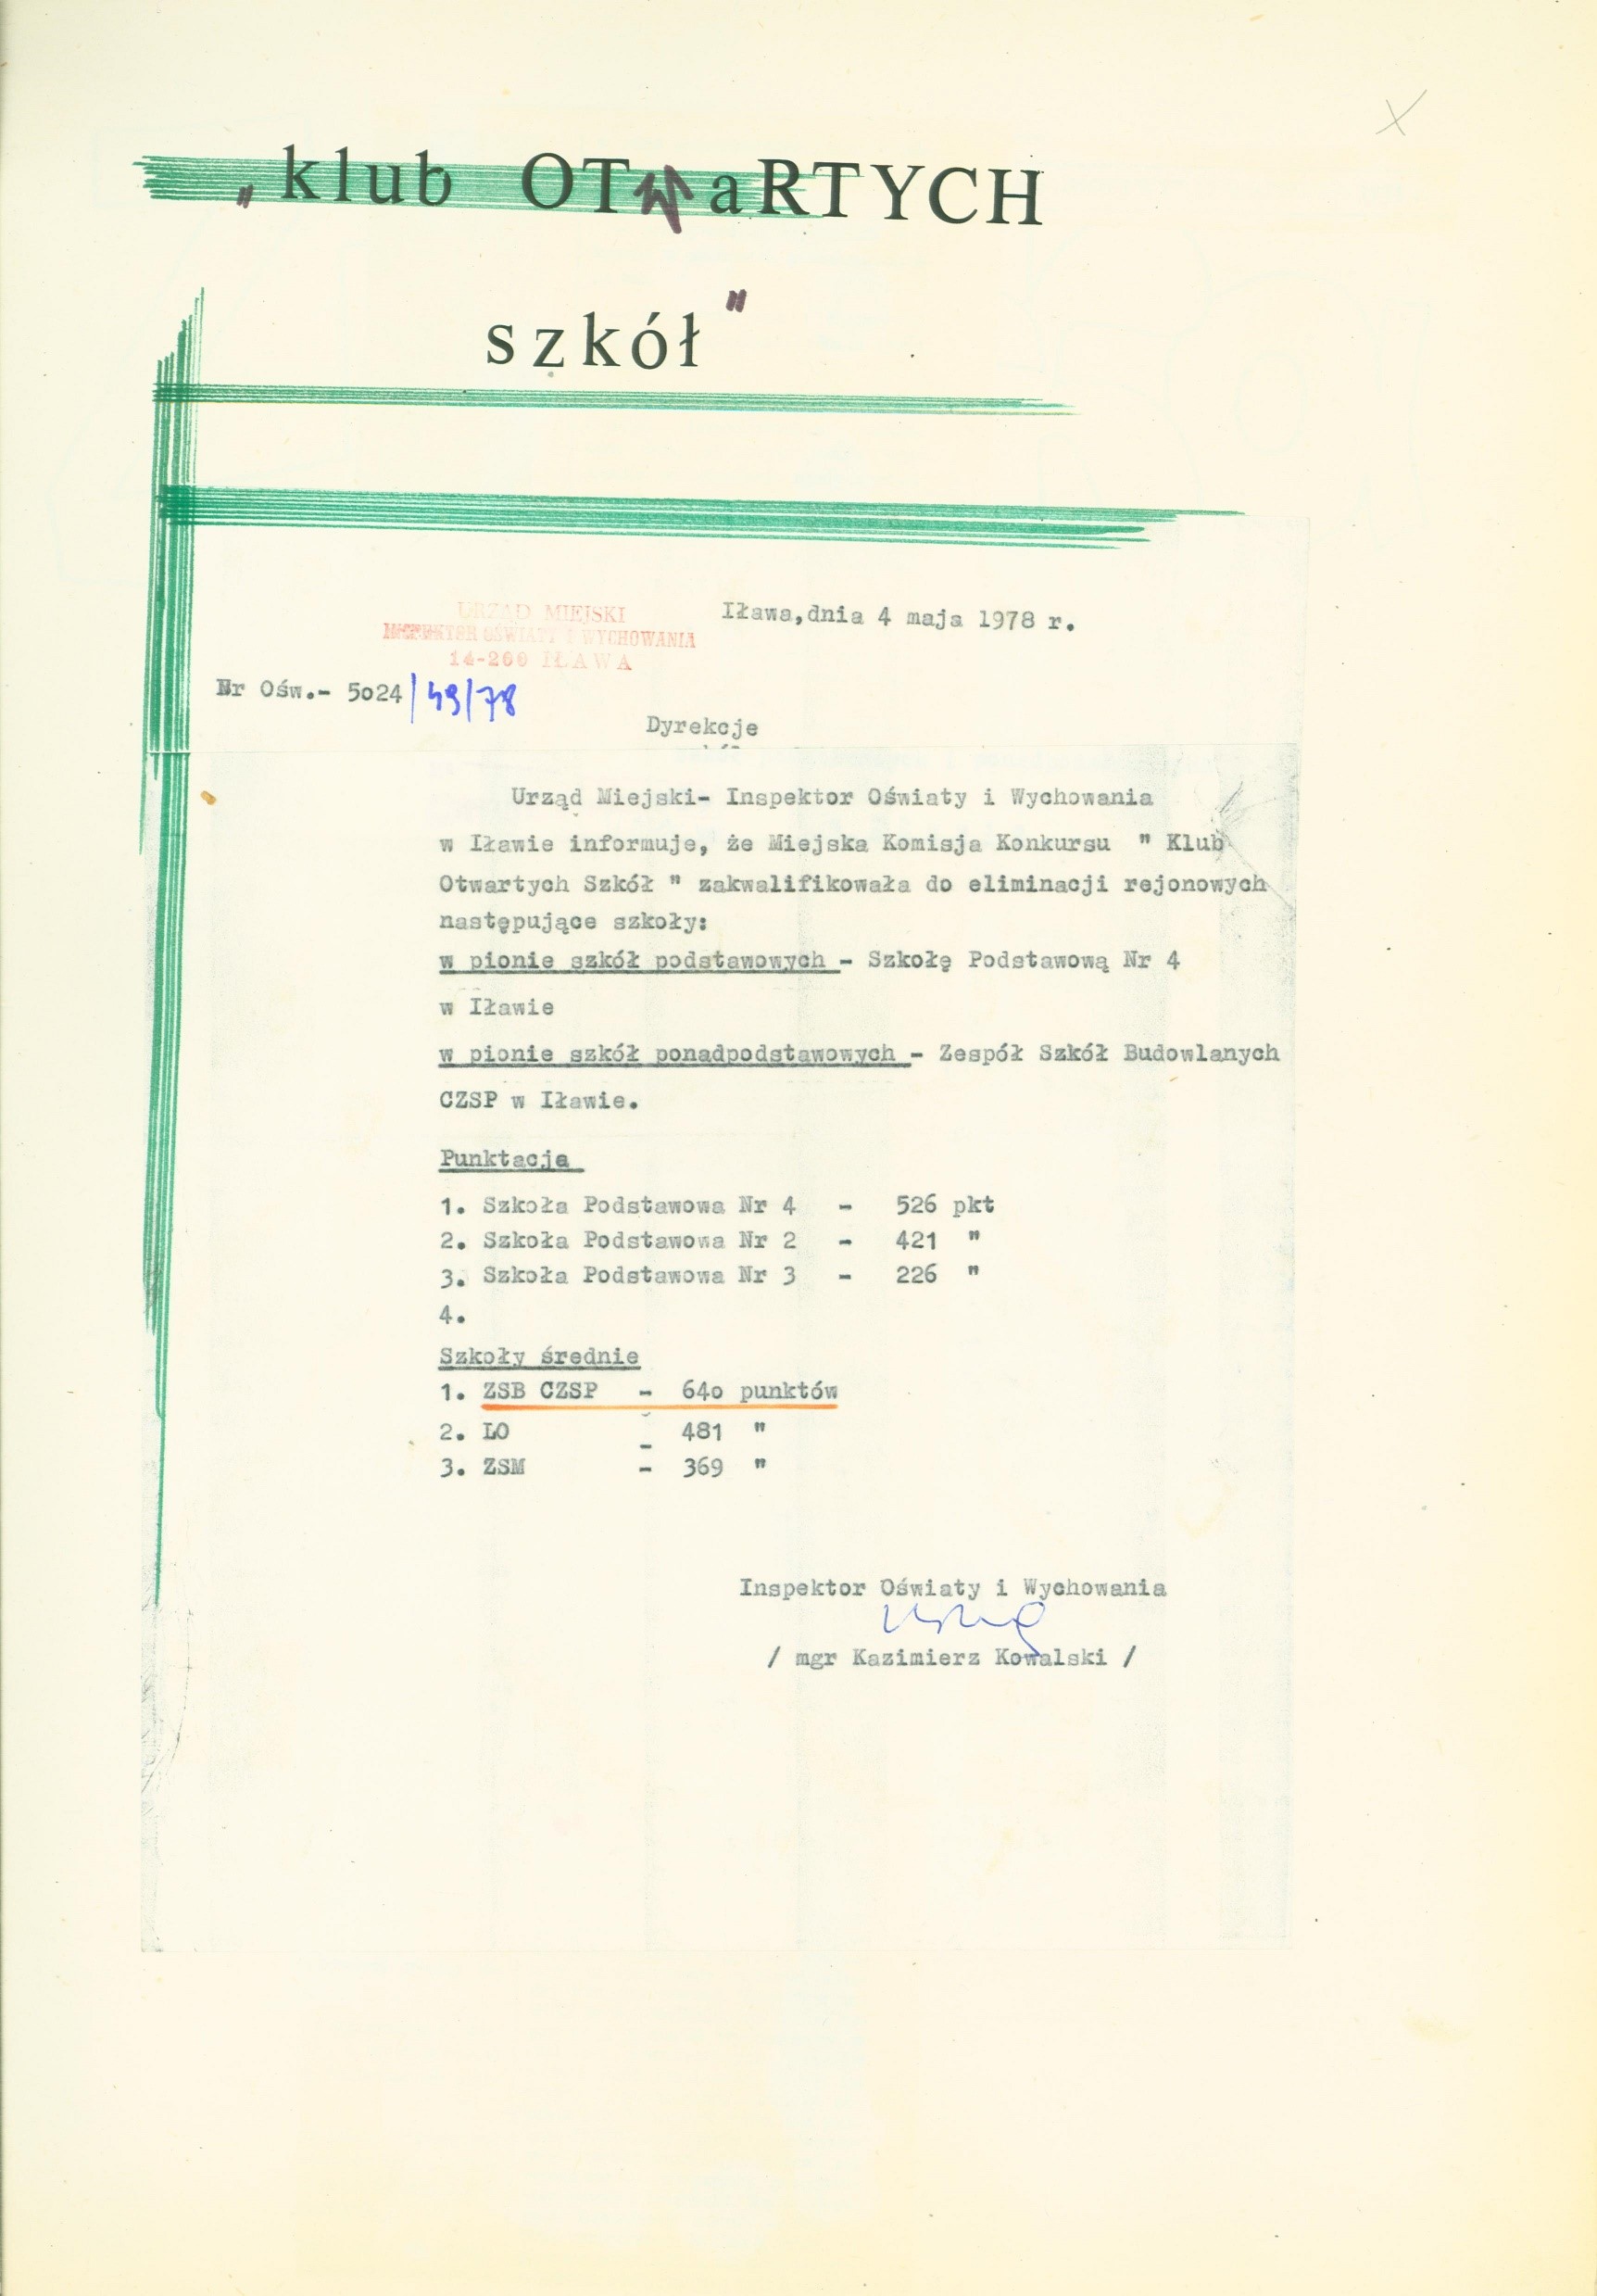 „klub OTWaRTYCH
szkół"
URZĄD MIEJSKI
INSPEKTOR OŚWIATY I WYCHOWANIA
14-200 IŁAWA
Iława,dnia 4 maja 1978 r.
Nr Ośw.- 5o24/49/78
Dyrekcje
Urząd Miejski- Inspektor Oświaty i Wychowania
w Iławie informuje, że Miejska Komisja Konkursu " Klub
Otwartych Szkół " zakwalifikowała do eliminacji rejonowych
następujące szkoły:
w pionie szkół podstawowych - Szkołę Podstawową Nr 4
w Iławie
w pionie szkół ponadpodstawowych - Zespół Szkół Budowlanych
CZSP w Iławie.
Punktacja
1. Szkoła Podstawowa Nr 4 - 526 pkt
2. Szkoła Podstawowa Nr 2 - 421 "
3. Szkoła Podstawowa Nr 3 - 226 "
4.
Szkoły średnie
1. ZSB CZSP - 64o punktów
2. LO - 481 "
3. ZSM - 369 "
Inspektor Oświaty i Wychowania
/ mgr Kazimierz Kowalski /